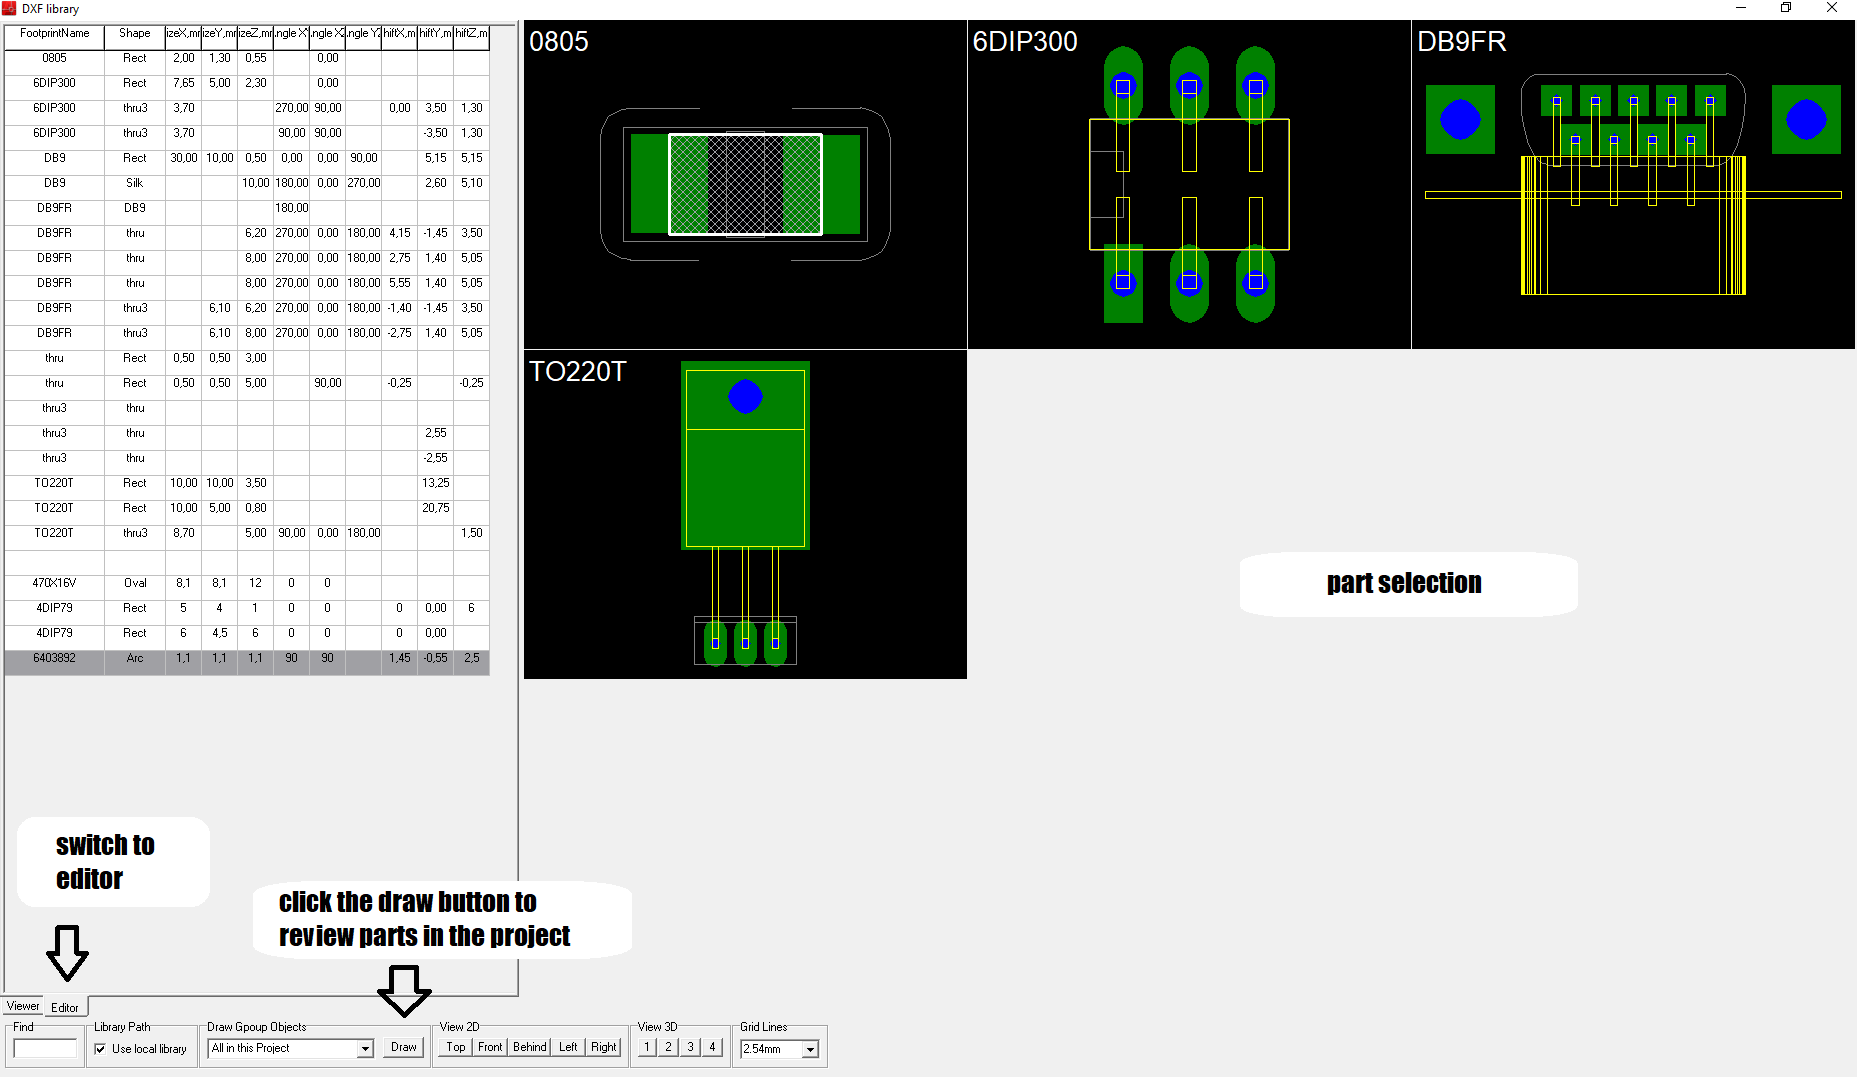 DXF library
FootprintName Shape izeX,mm izeY,mm izeZ,mm .ngle X .ngle X2 .ngle Y2 hiftX,m hiftY,m hiftZ,m
0805 Rect 2,00 1,30 0,55 0,00
6DIP300 Rect 7,65 5,00 2,30 0,00
6DIP300 thru3 3,70 270,00 90,00 0,00 3,50 1,30
6DIP300 thru3 3,70 90,00 90,00 -3,50 1,30
DB9 Rect 30,00 10,00 0,50 0,00 0,00 90,00 5,15 5,15
DB9 Silk 10,00 180,00 0,00 270,00 2,60 5,10
DB9FR DB9 180,00
DB9FR thru 6,20 270,00 0,00 180,00 4,15 -1,45 3,50
DB9FR thru 8,00 270,00 0,00 180,00 2,75 1,40 5,05
DB9FR thru 8,00 270,00 0,00 180,00 5,55 1,40 5,05
DB9FR thru3 6,10 6,20 270,00 0,00 180,00 -1,40 -1,45 3,50
DB9FR thru3 6,10 8,00 270,00 0,00 180,00 -2,75 1,40 5,05
thru Rect 0,50 0,50 3,00
thru Rect 0,50 0,50 5,00 90,00 -0,25 -0,25
thru3 thru
thru3 thru 2,55
thru3 thru -2,55
TO220T Rect 10,00 10,00 3,50 13,25
TO220T Rect 10,00 5,00 0,80 20,75
TO220T thru3 8,70 5,00 90,00 0,00 180,00 1,50
470X16V Oval 8,1 8,1 12 0 0
4DIP79 Rect 5 4 1 0 0 0 0,00 6
4DIP79 Rect 6 4,5 6 0 0 0 0,00
6403892 Arc 1,1 1,1 1,1 90 90 1,45 -0,55 2,5
0805
6DIP300
DB9FR
TO220T
part selection
switch to
editor
click the draw button to
review parts in the project
Viewer Editor
Find
Library Path
Use local library
Draw Gpoup Objects
All in this Project
Draw
View 2D
Top Front Behind Left Right
View 3D
1 2 3 4
Grid Lines
2.54mm